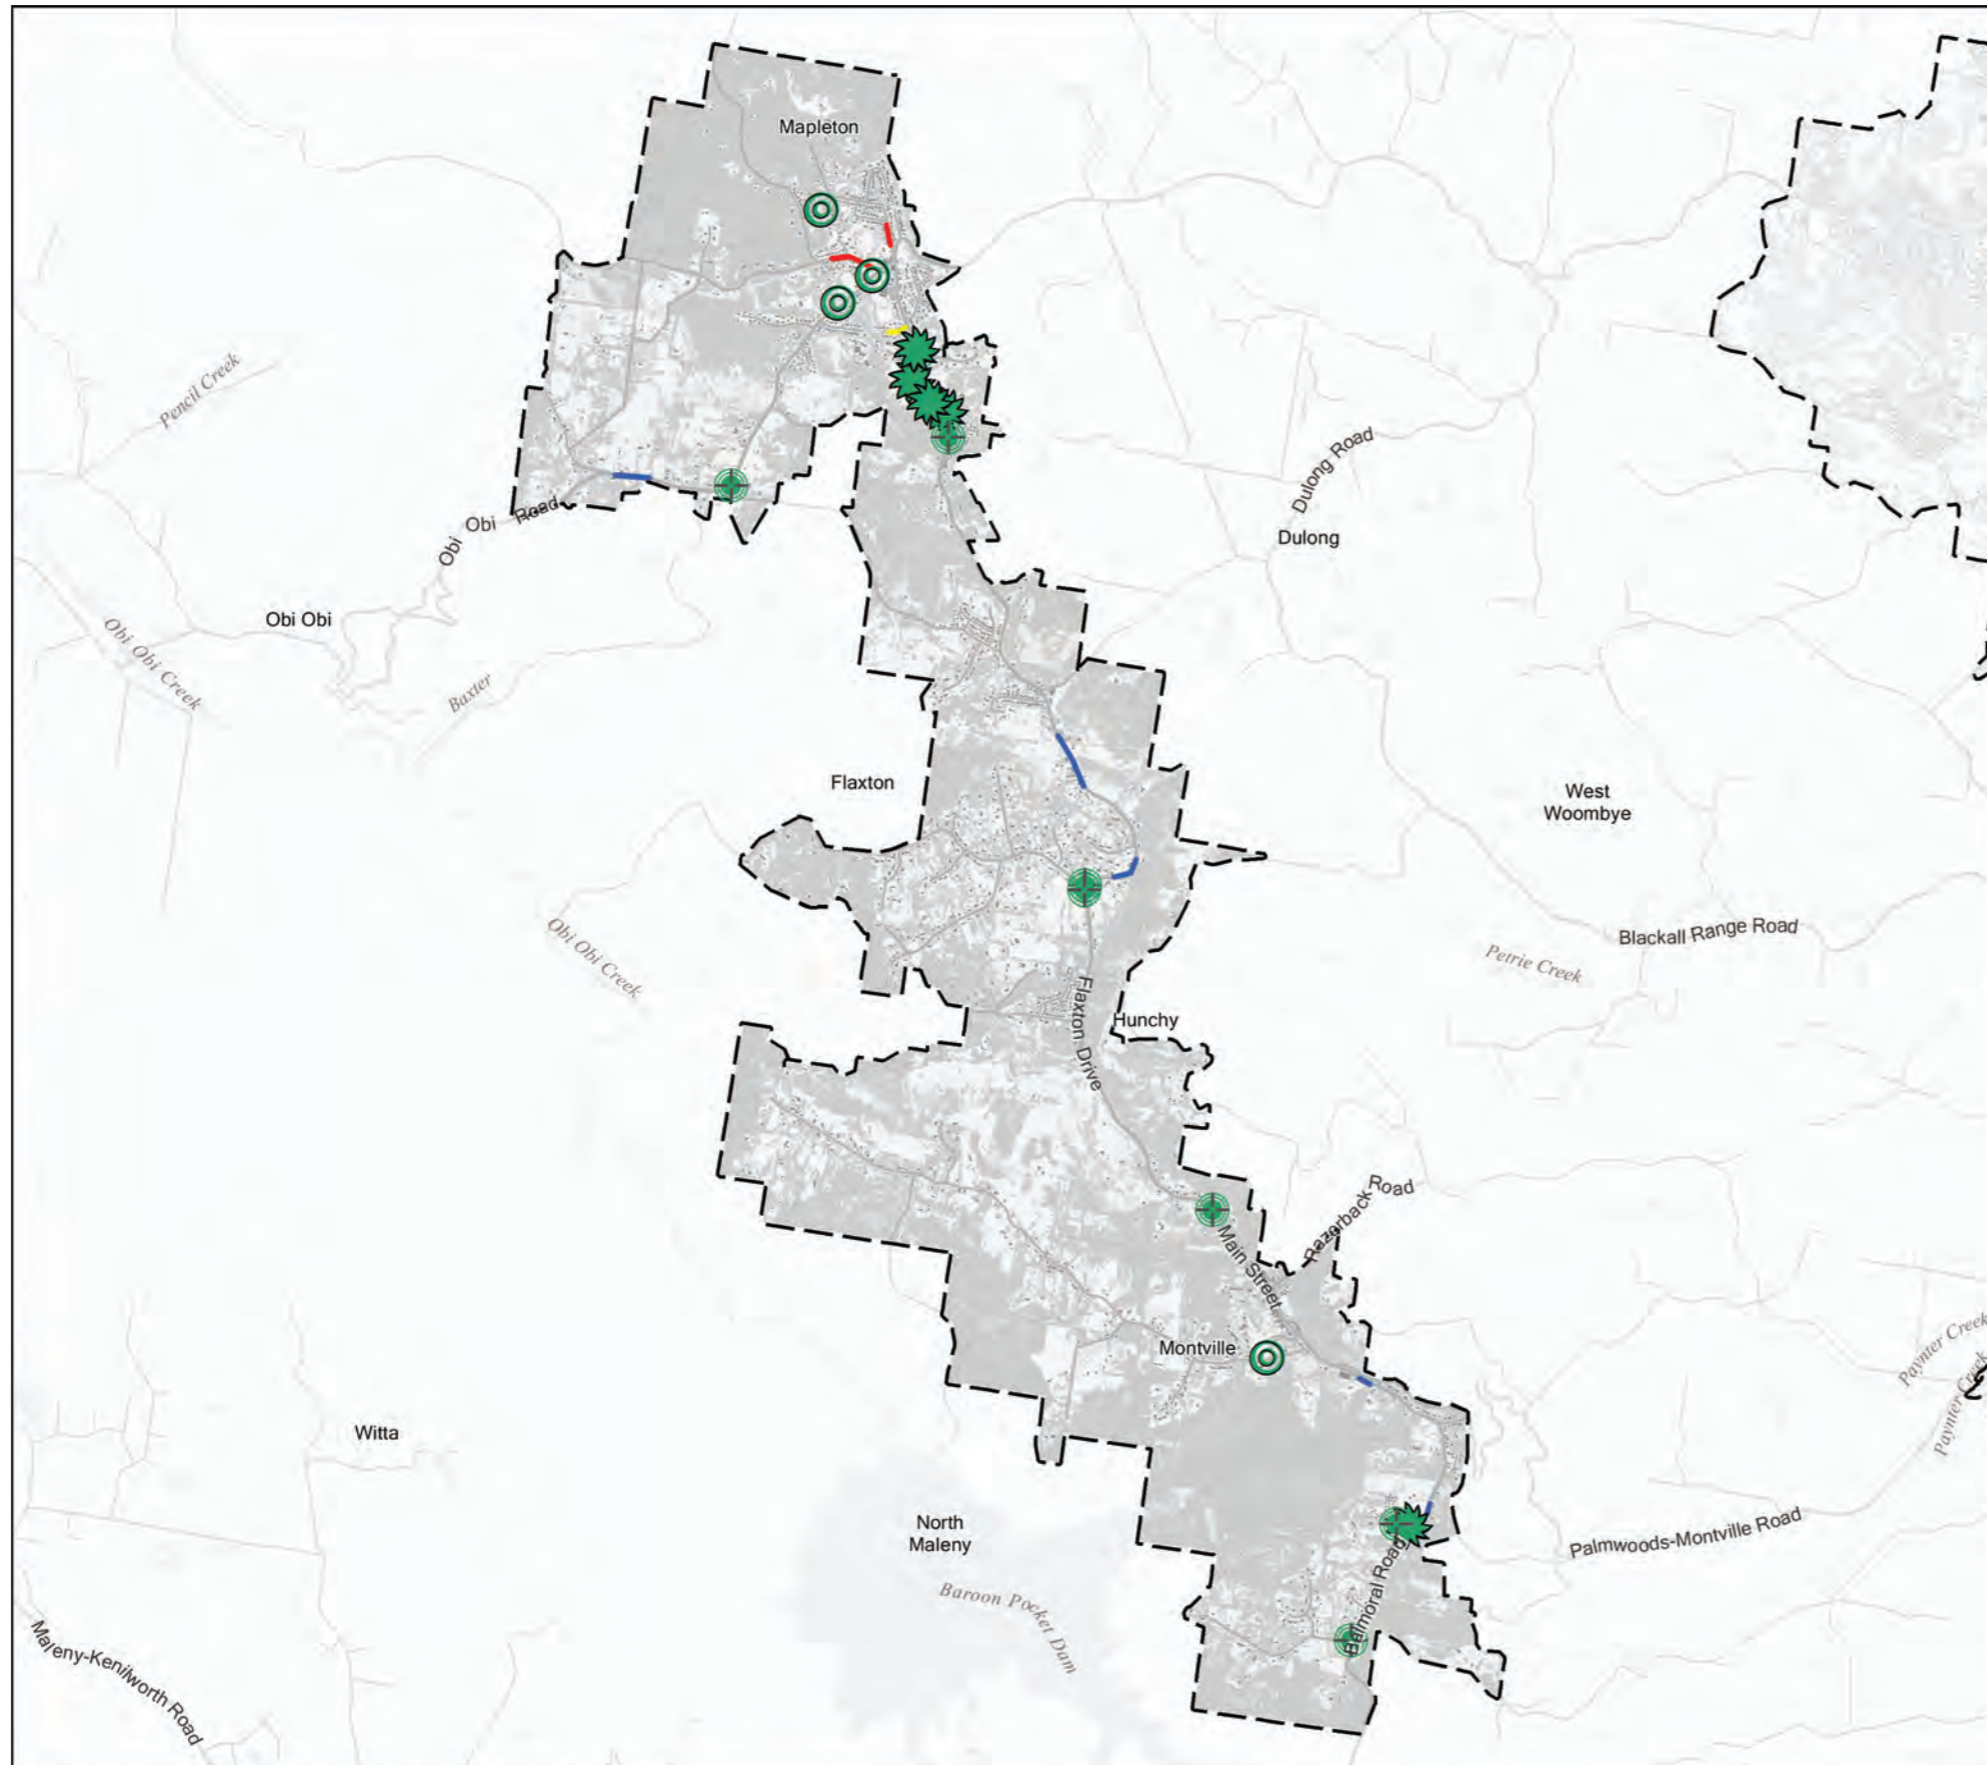 Mapleton
Pencil Creek
Dulong Road
Obi Obi Road
Dulong
Obi Obi
Obi Obi Creek
Baxter
Flaxton
West
Woombye
Blackall Range Road
Obi Obi Creek
Petrie Creek
Flaxton Drive
Hunchy
Razorback Road
Main Street
Montville
Paynter Creek
Paynter Creek
Witta
North
Maleny
Palmwoods-Montville Road
Baroon Pocket Dam
Balmoral Road
Maleny-Kenilworth Road